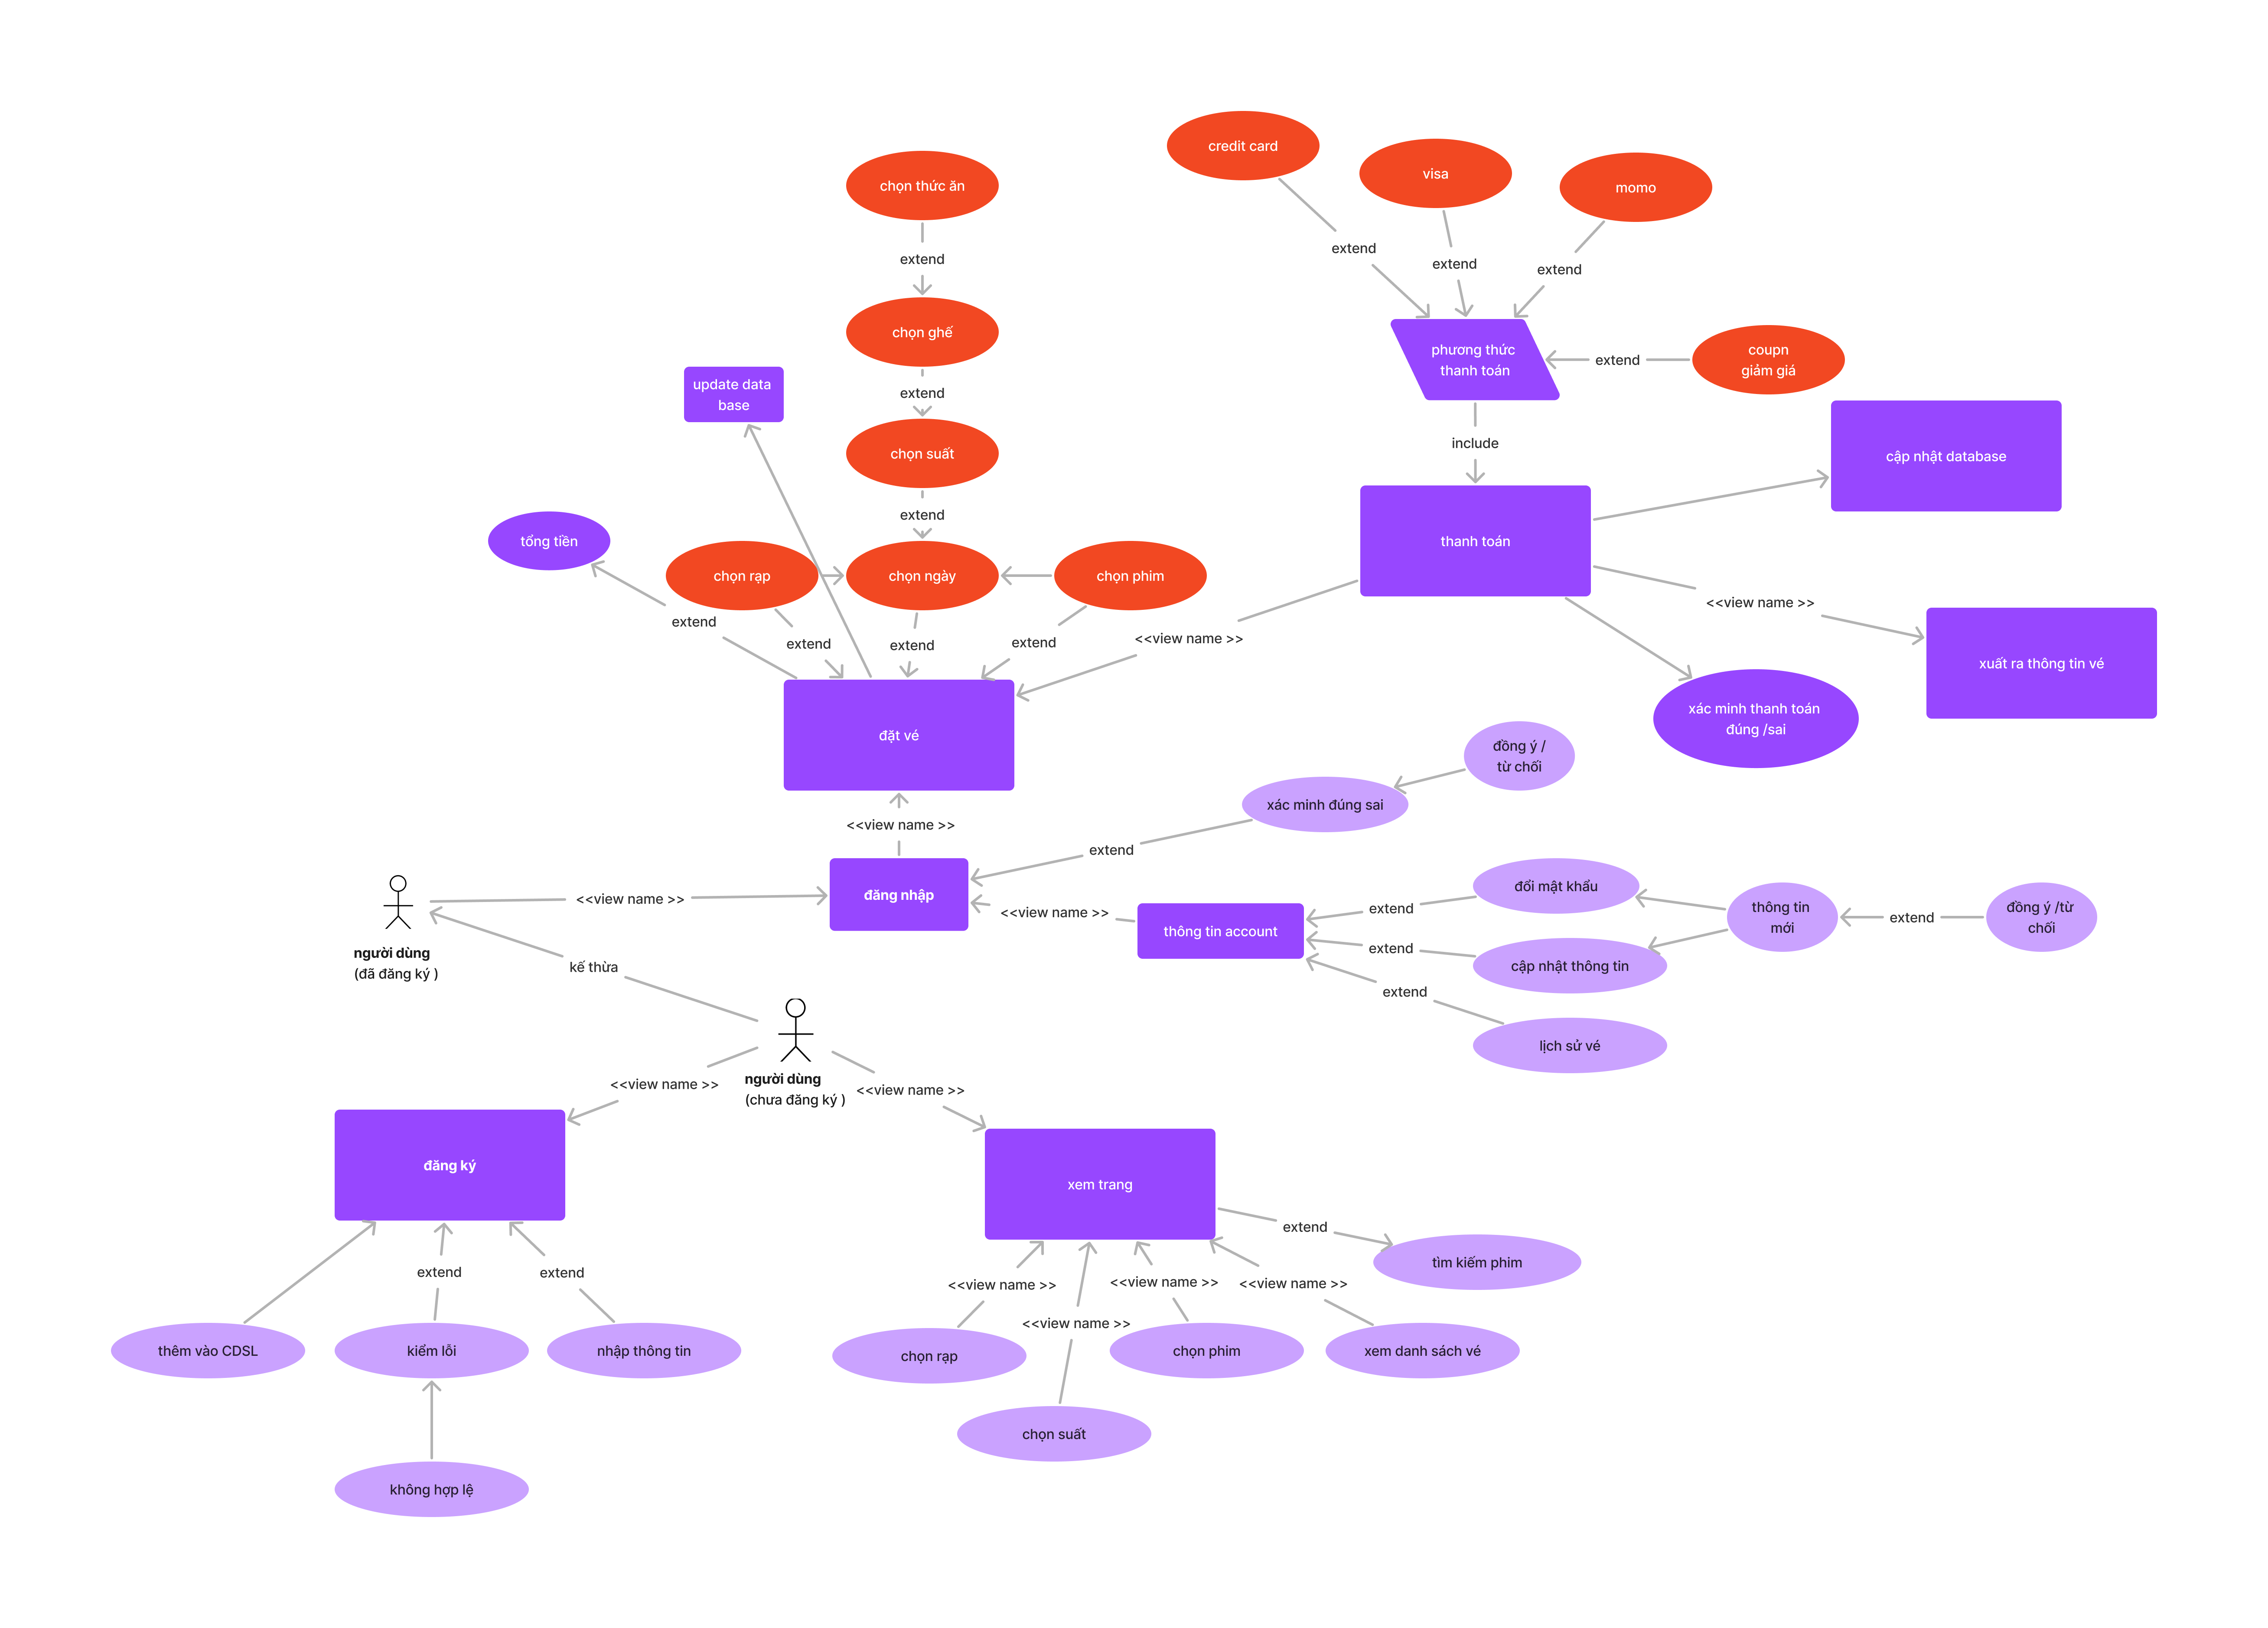 credit card
visa
momo
chọn thức ăn
extend
extend
extend
extend
chọn ghế
phương thức
thanh toán
extend
coupn
giảm giá
update data
base
extend
include
chọn suất
cập nhật database
extend
tổng tiền
thanh toán
chọn rạp
chọn ngày
chọn phim
<<view name >>
extend
extend
extend
extend
<<view name >>
xuất ra thông tin vé
xác minh thanh toán
đúng /sai
đặt vé
đồng ý /
từ chối
xác minh đúng sai
<<view name >>
extend
đăng nhập
<<view name >>
<<view name >>
thông tin account
extend
đổi mật khẩu
thông tin
mới
extend
đồng ý /từ
chối
extend
cập nhật thông tin
extend
lịch sử vé
người dùng
(đã đăng ký )
kế thừa
người dùng
(chưa đăng ký )
<<view name >>
<<view name >>
đăng ký
xem trang
extend
tìm kiếm phim
extend
extend
<<view name >>
<<view name >>
<<view name >>
<<view name >>
thêm vào CDSL
kiểm lỗi
nhập thông tin
chọn rạp
chọn phim
xem danh sách vé
chọn suất
không hợp lệ